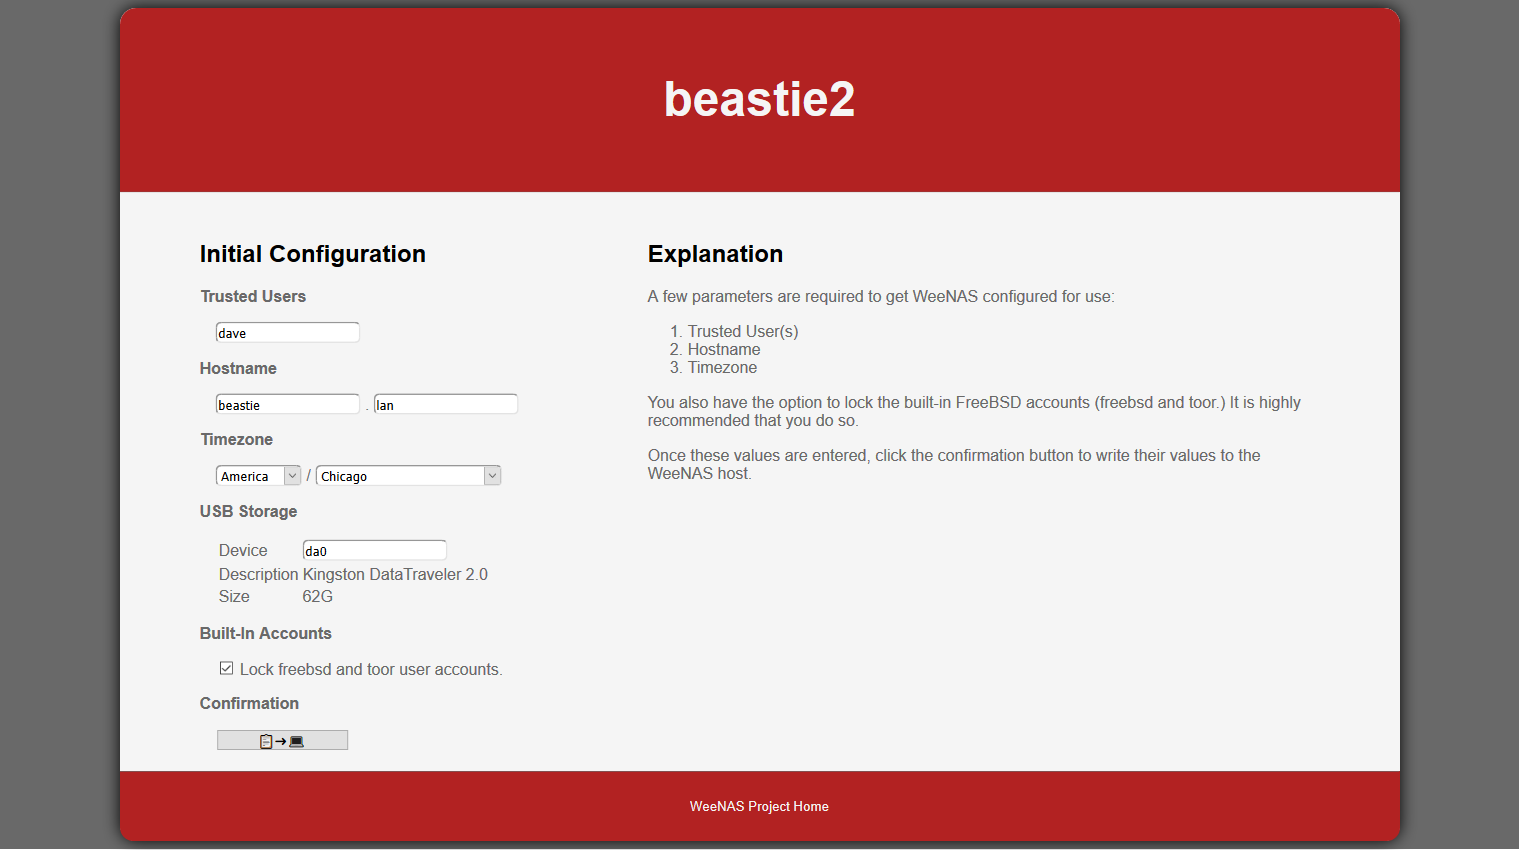 beastie2
Initial Configuration
Trusted Users
dave
Hostname
beastie . lan
Timezone
America / Chicago
USB Storage
Device da0
Description Kingston DataTraveler 2.0
Size 62G
Built-In Accounts
Lock freebsd and toor user accounts.
Confirmation
Explanation
A few parameters are required to get WeeNAS configured for use:
1. Trusted User(s)
2. Hostname
3. Timezone
You also have the option to lock the built-in FreeBSD accounts (freebsd and toor.) It is highly
recommended that you do so.
Once these values are entered, click the confirmation button to write their values to the
WeeNAS host.
WeeNAS Project Home